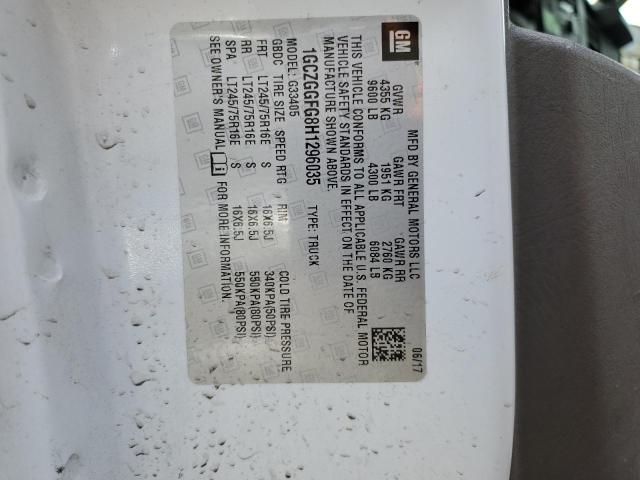 GM
MFD BY GENERAL MOTORS LLC 06/17
GVWR GAWR FRT GAWR RR
4355 KG 1951 KG 2760 KG
9600 LB 4300 LB 6084 LB
THIS VEHICLE CONFORMS TO ALL APPLICABLE U.S. FEDERAL MOTOR
VEHICLE SAFETY STANDARDS IN EFFECT ON THE DATE OF
MANUFACTURE SHOWN ABOVE.
1GCZGGFG8H1296035 TYPE: TRUCK
MODEL: G33405
GBDC TIRE SIZE SPEED RTG RIM COLD TIRE PRESSURE
FRT LT245/75R16E S 16X6.5J 340KPA(50PSI)
RR LT245/75R16E S 16X6.5J 550KPA(80PSI)
SPA LT245/75R16E S 16X6.5J 550KPA(80PSI)
SEE OWNER'S MANUAL FOR MORE INFORMATION.